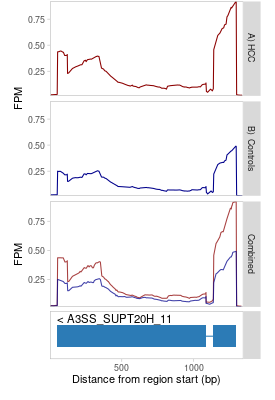 0.75
0.50
0.25
A) HCC
FPM
0.75
0.50
0.25
B) Controls
0.75
0.50
0.25
Combined
FPM
< A3SS_SUPT20H_11
500
1000
Distance from region start (bp)